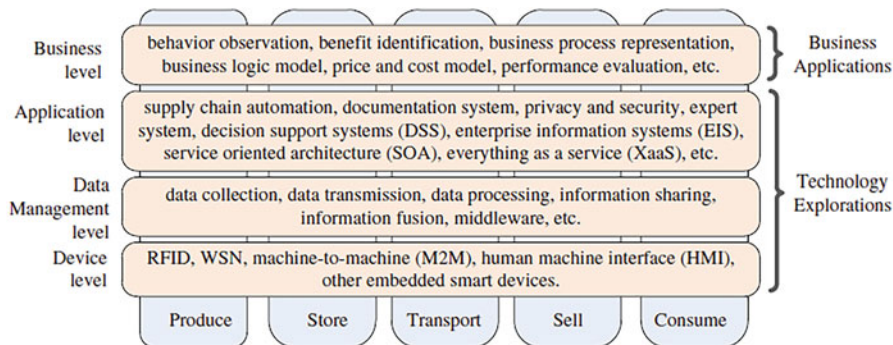 Business
level
behavior observation, benefit identification, business process representation,
business logic model, price and cost model, performance evaluation, etc.
Business
Applications
Application
level
supply chain automation, documentation system, privacy and security, expert
system, decision support systems (DSS), enterprise information systems (EIS),
service oriented architecture (SOA), everything as a service (XaaS), etc.
Data
Management
level
data collection, data transmission, data processing, information sharing,
information fusion, middleware, etc.
Technology
Explorations
Device
level
RFID, WSN, machine-to-machine (M2M), human machine interface (HMI),
other embedded smart devices.
Produce
Store
Transport
Sell
Consume